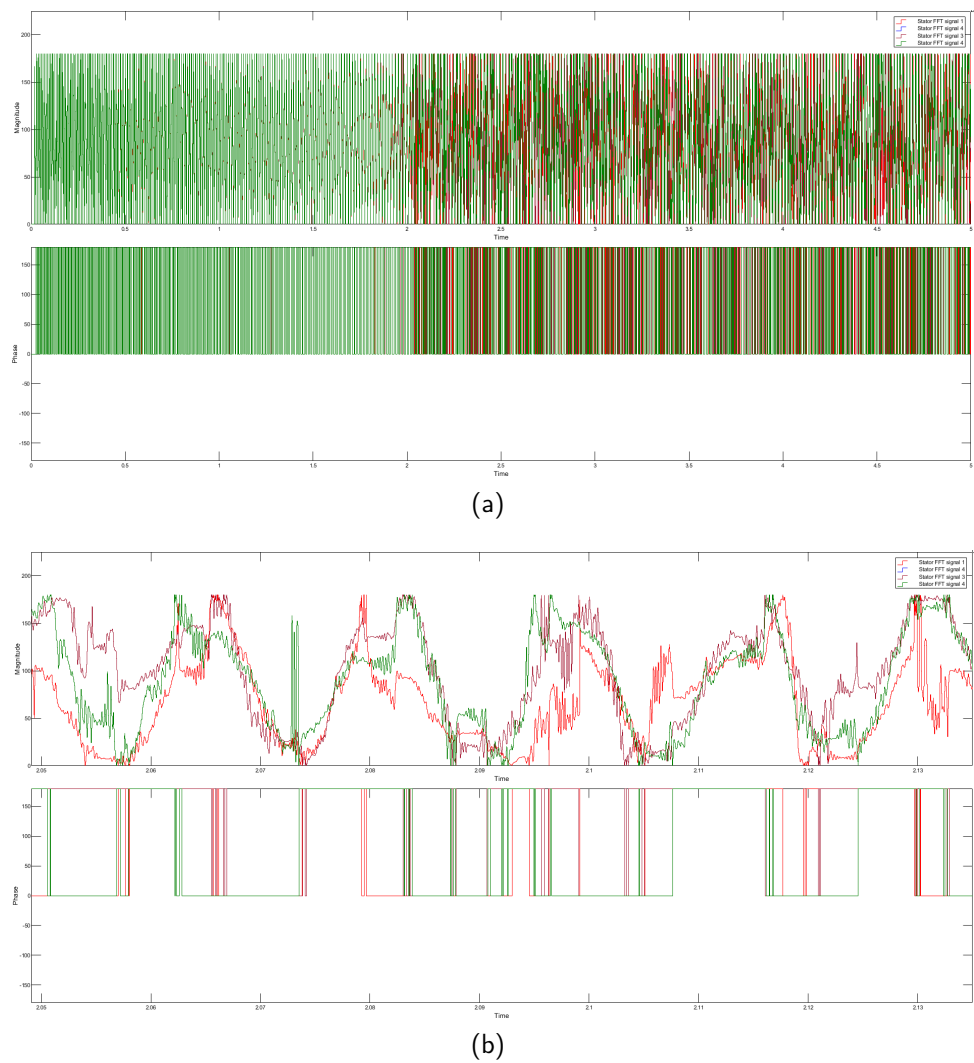 Stator FFT signal 1
Stator FFT signal 4
Stator FFT signal 3
Stator FFT signal 4
200
150
100
50
0
Magnitude
0 0.5 1 1.5 2 2.5 3 3.5 4 4.5 5
Time
150
100
50
0
-50
-100
-150
Phase
0 0.5 1 1.5 2 2.5 3 3.5 4 4.5 5
Time
(a)
Stator FFT signal 1
Stator FFT signal 4
Stator FFT signal 3
Stator FFT signal 4
200
150
100
50
0
Magnitude
2.05 2.06 2.07 2.08 2.09 2.1 2.11 2.12 2.13
Time
150
100
50
0
-50
-100
-150
Phase
2.05 2.06 2.07 2.08 2.09 2.1 2.11 2.12 2.13
Time
(b)